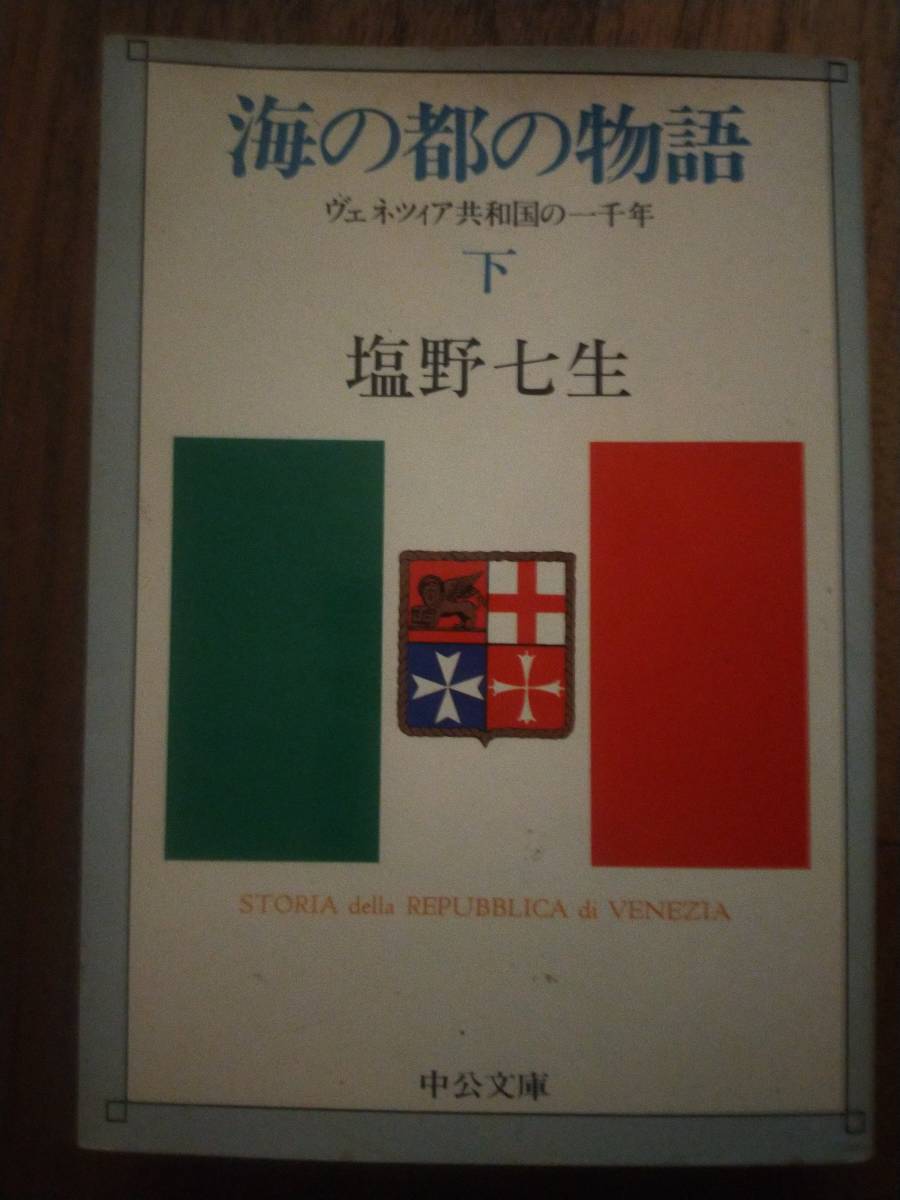 海の都の物語
ヴェネツィア共和国の一千年
下
塩野七生
STORIA della REPUBBLICA di VENEZIA
中公文庫